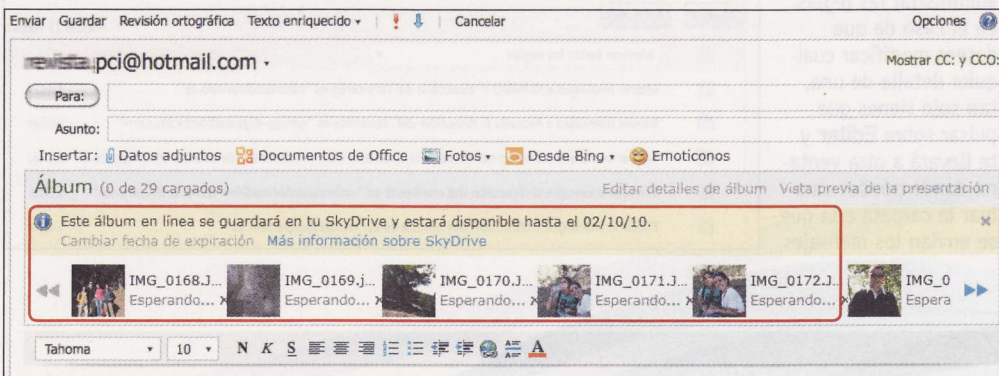 Enviar Guardar Revisión ortográfica Texto enriquecido Cancelar Opciones
pci@hotmail.com Mostrar CC: y CCO:
Para:
Asunto:
Insertar: Datos adjuntos Documentos de Office Fotos Desde Bing Emoticonos
Álbum (0 de 29 cargados) Editar detalles de álbum Vista previa de la presentación
Este álbum en línea se guardará en tu SkyDrive y estará disponible hasta el 02/10/10.
Cambiar fecha de expiración Más información sobre SkyDrive
IMG_0168.J... IMG_0169.j... IMG_0170.J... IMG_0171.J... IMG_0172.J... IMG_0
Esperando... Esperando... Esperando... Esperando... Esperando... Espera
Tahoma 10 N K S A